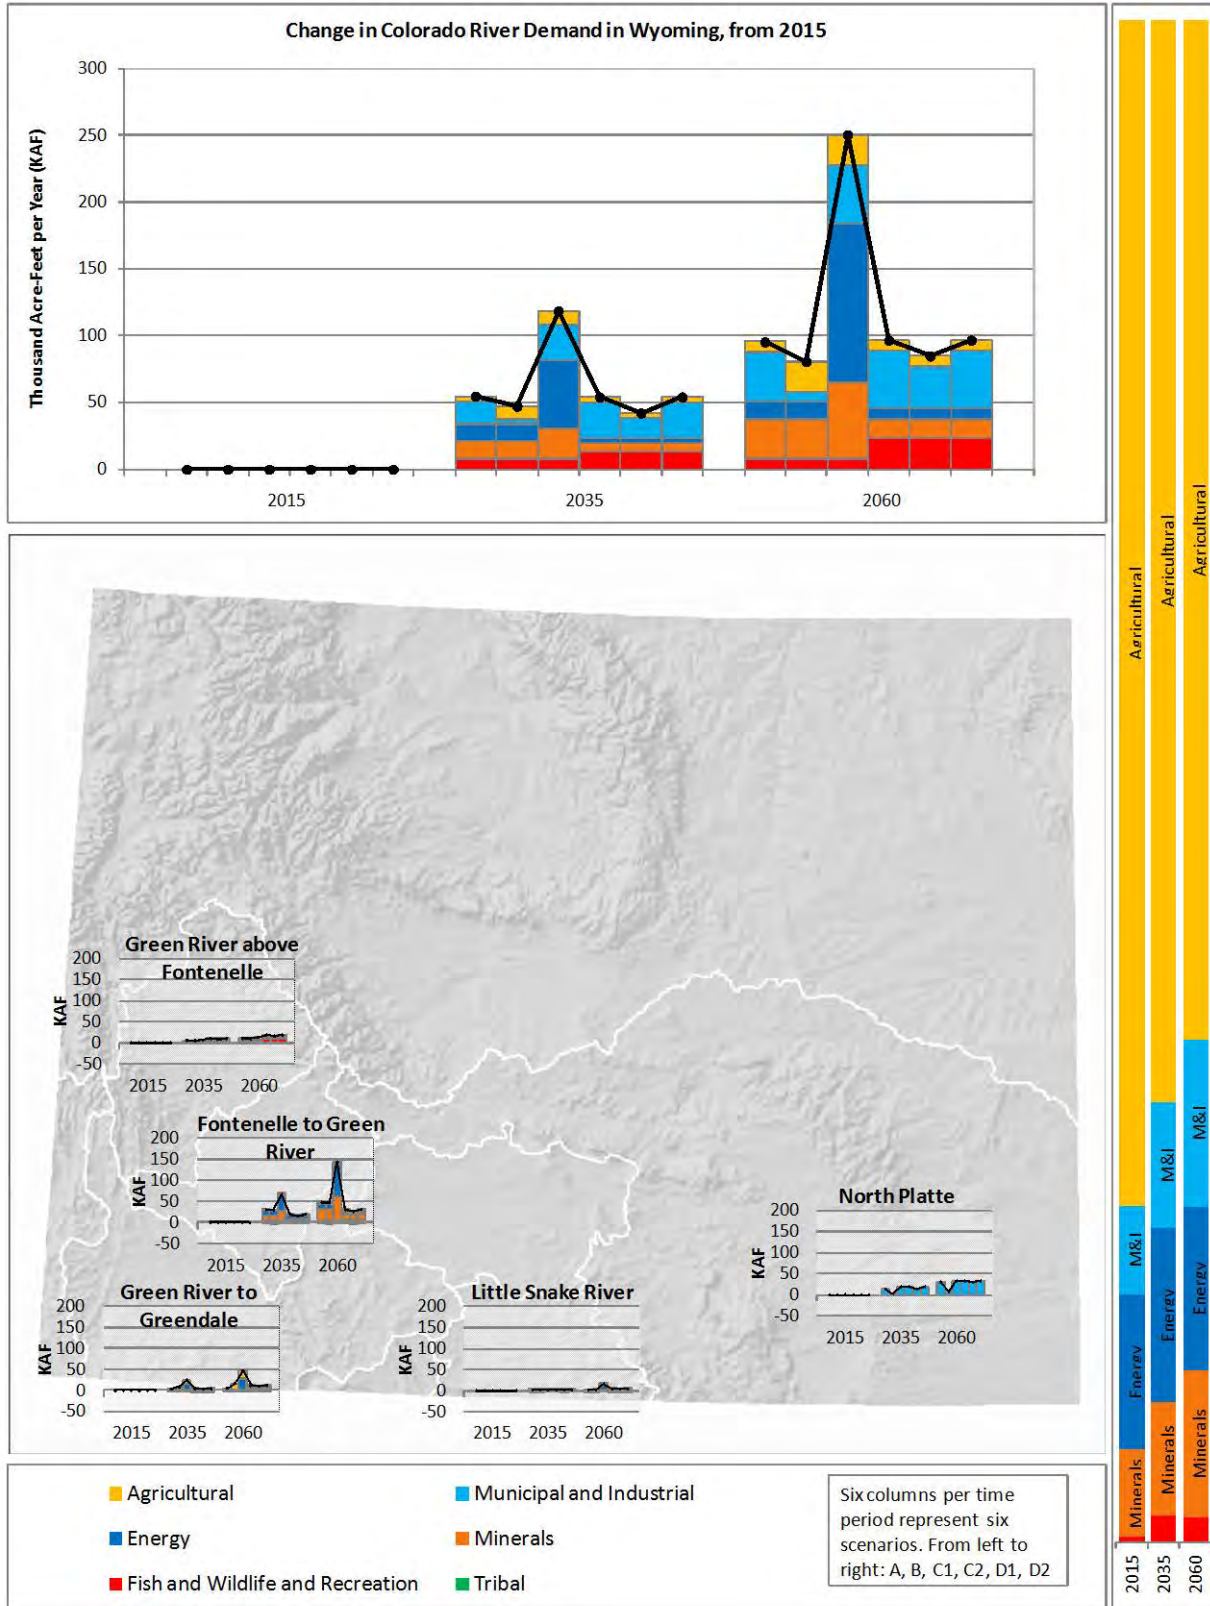 Change in Colorado River Demand in Wyoming, from 2015
Thousand Acre-Feet per Year (KAF)
300
250
200
150
100
50
0
2015
2035
2060
Green River above
Fontenelle
KAF
200
150
100
50
0
-50
2015
2035
2060
Fontenelle to Green
River
KAF
200
150
100
50
0
-50
2015
2035
2060
North Platte
KAF
200
150
100
50
0
-50
2015
2035
2060
Green River to
Greendale
KAF
200
150
100
50
0
-50
2015
2035
2060
Little Snake River
KAF
200
150
100
50
0
-50
2015
2035
2060
Agricultural
Municipal and Industrial
Energy
Minerals
Fish and Wildlife and Recreation
Tribal
Six columns per time
period represent six
scenarios. From left to
right: A, B, C1, C2, D1, D2
Agricultural
M&I
Energy
Minerals
2015
Agricultural
M&I
Energy
Minerals
2035
Agricultural
M&I
Energy
Minerals
2060